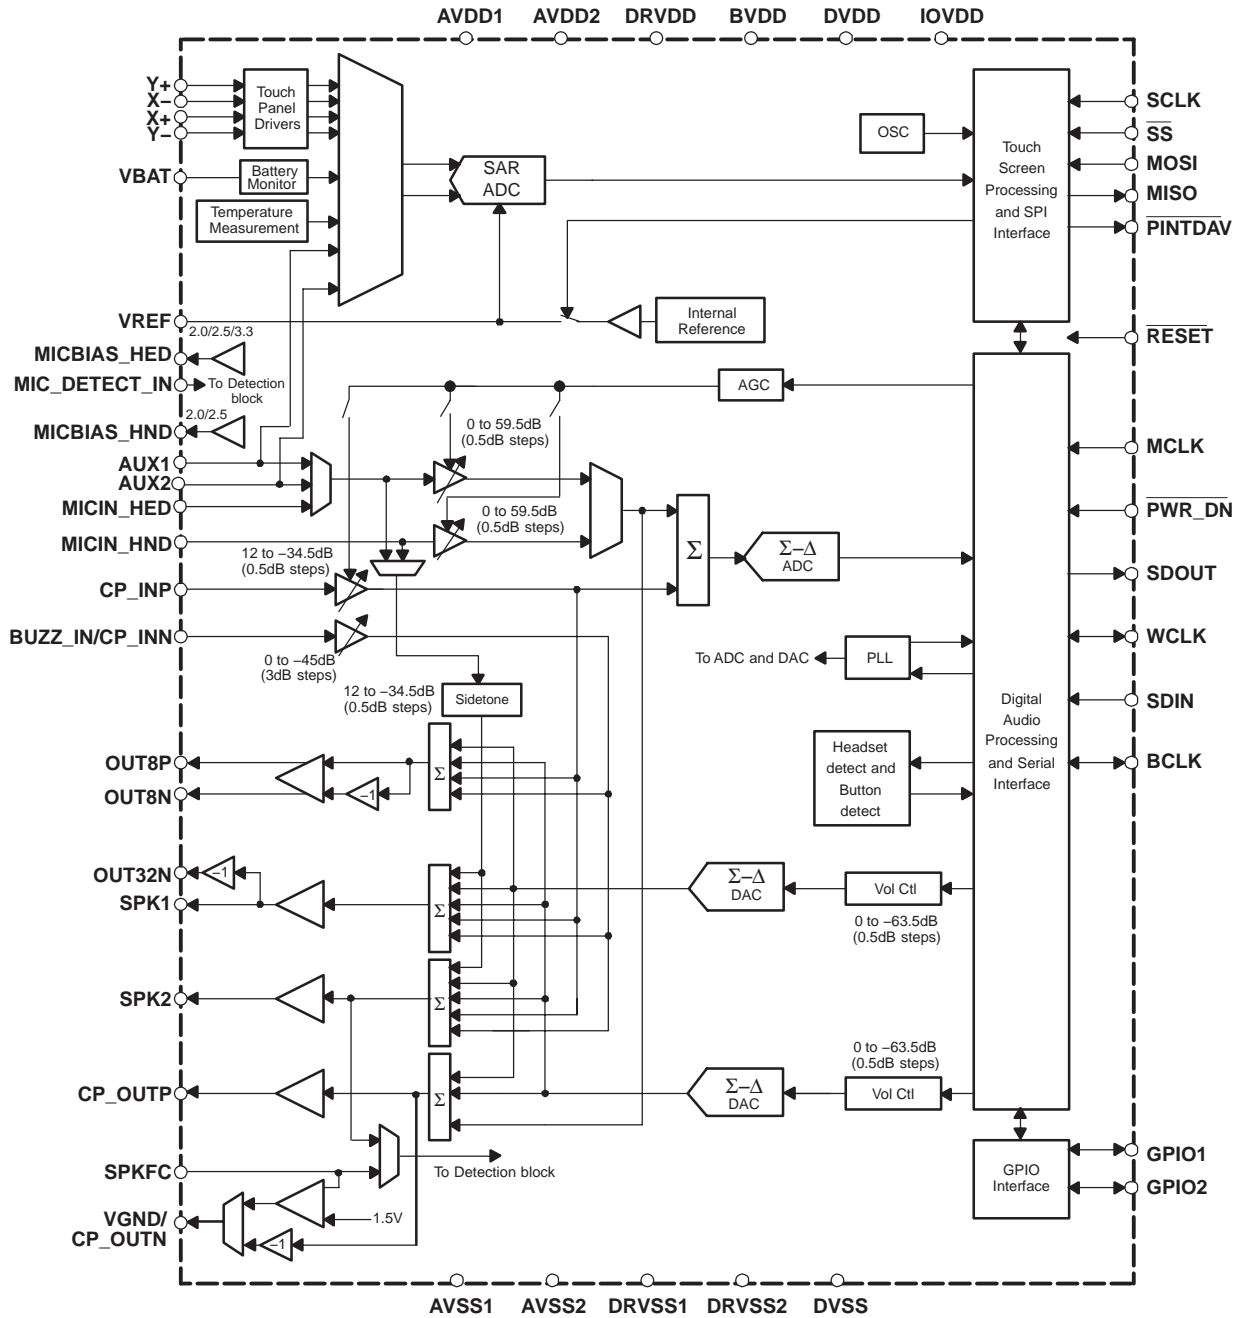 AVDD1 AVDD2 DRVDD BVDD DVDD IOVDD
Y+
X−
X+
Y−
Touch
Panel
Drivers
VBAT
Battery
Monitor
Temperature
Measurement
SAR
ADC
OSC
Touch
Screen
Processing
and SPI
Interface
SCLK
SS
MOSI
MISO
PINTDAV
VREF
Internal
Reference
RESET
2.0/2.5/3.3
MICBIAS_HED
MIC_DETECT_IN
To Detection
block
2.0/2.5
MICBIAS_HND
AGC
0 to 59.5dB
(0.5dB steps)
AUX1
AUX2
MICIN_HED
MICIN_HND
0 to 59.5dB
(0.5dB steps)
12 to −34.5dB
(0.5dB steps)
CP_INP
Σ
Σ−Δ
ADC
MCLK
PWR_DN
SDOUT
BUZZ_IN/CP_INN
0 to −45dB
(3dB steps)
To ADC and DAC
PLL
WCLK
12 to −34.5dB
(0.5dB steps)
Sidetone
SDIN
Digital
Audio
Processing
and Serial
Interface
Headset
detect and
Button
detect
BCLK
OUT8P
OUT8N
−1
Σ
OUT32N
−1
SPK1
Σ
Σ−Δ
DAC
Vol Ctl
0 to −63.5dB
(0.5dB steps)
SPK2
Σ
0 to −63.5dB
(0.5dB steps)
CP_OUTP
Σ
Σ−Δ
DAC
Vol Ctl
SPKFC
To Detection block
GPIO
Interface
GPIO1
GPIO2
1.5V
VGND/
CP_OUTN
−1
AVSS1 AVSS2 DRVSS1 DRVSS2 DVSS